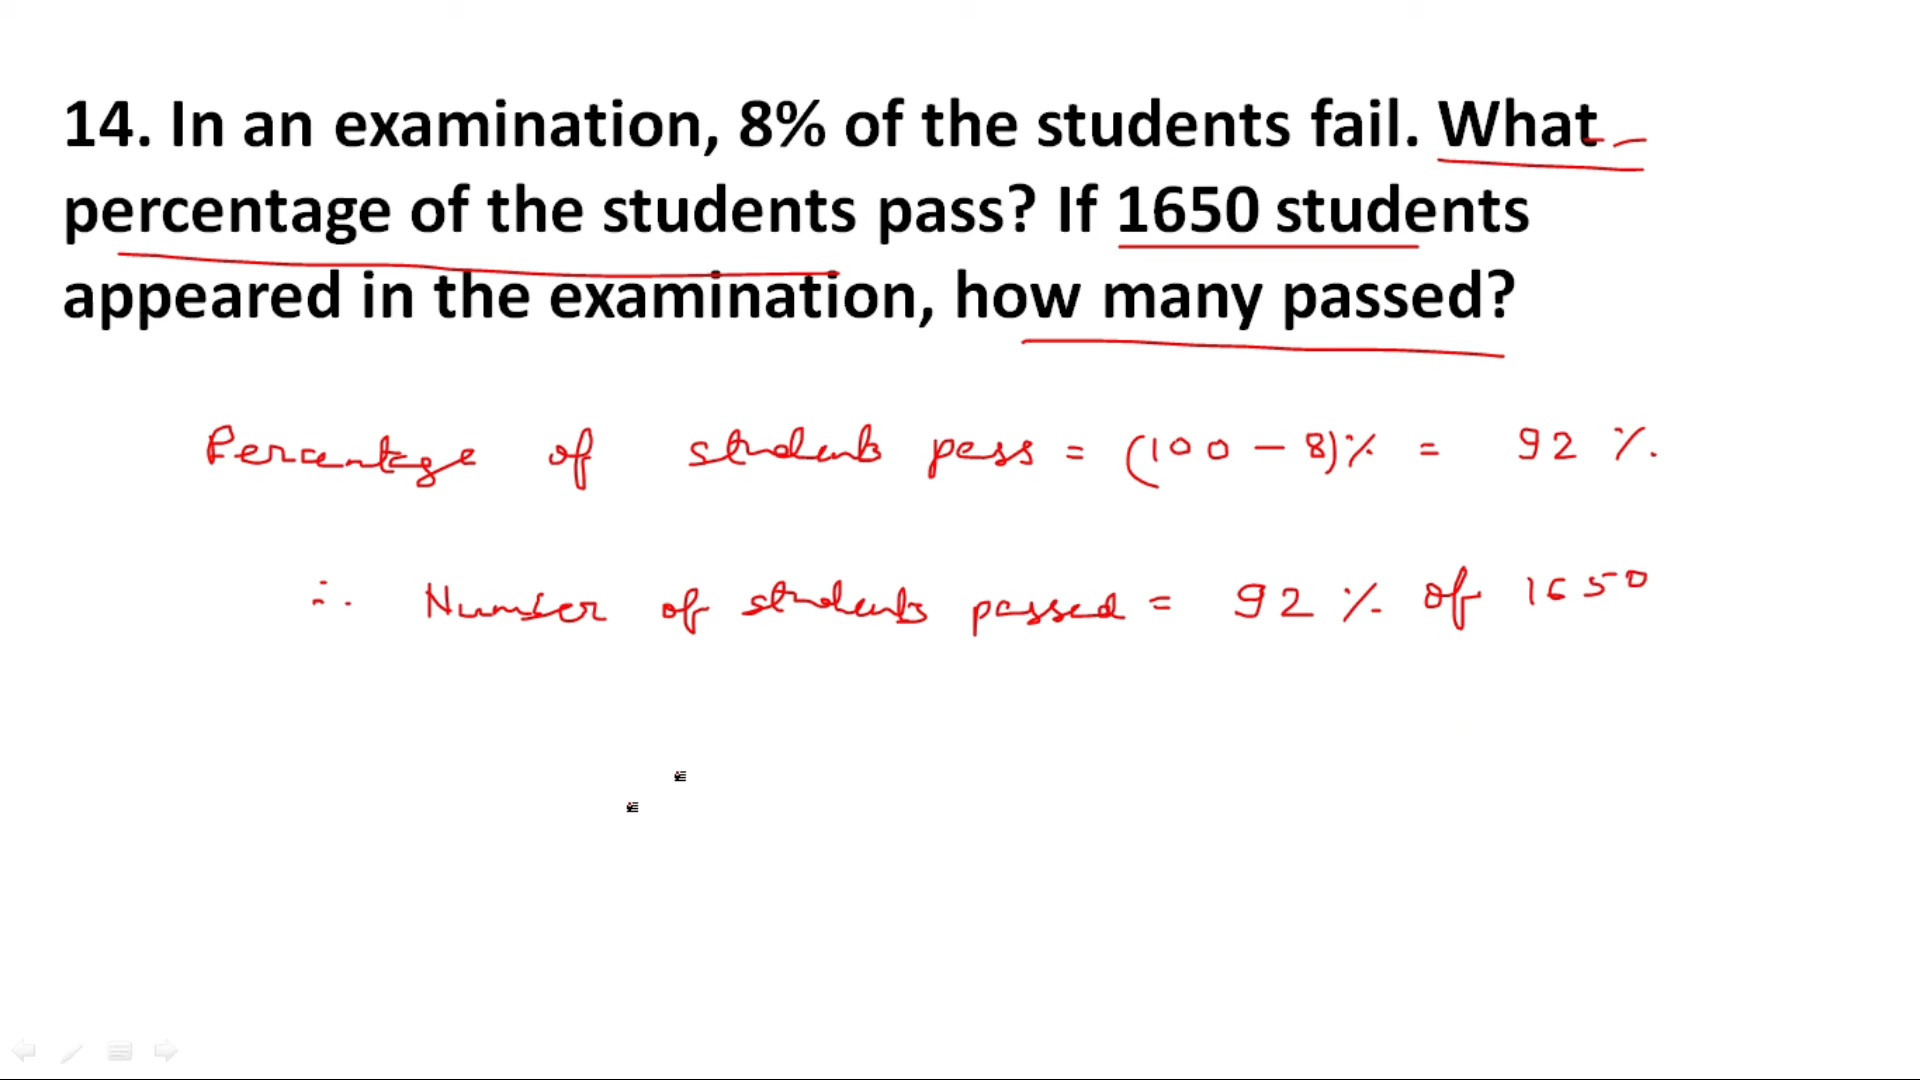 14. In an examination, 8% of the students fail. What
percentage of the students pass? If 1650 students
appeared in the examination, how many passed?
Percentage of students pass = (100 - 8)% = 92 %.
∴ Number of students passed = 92 % of 1650